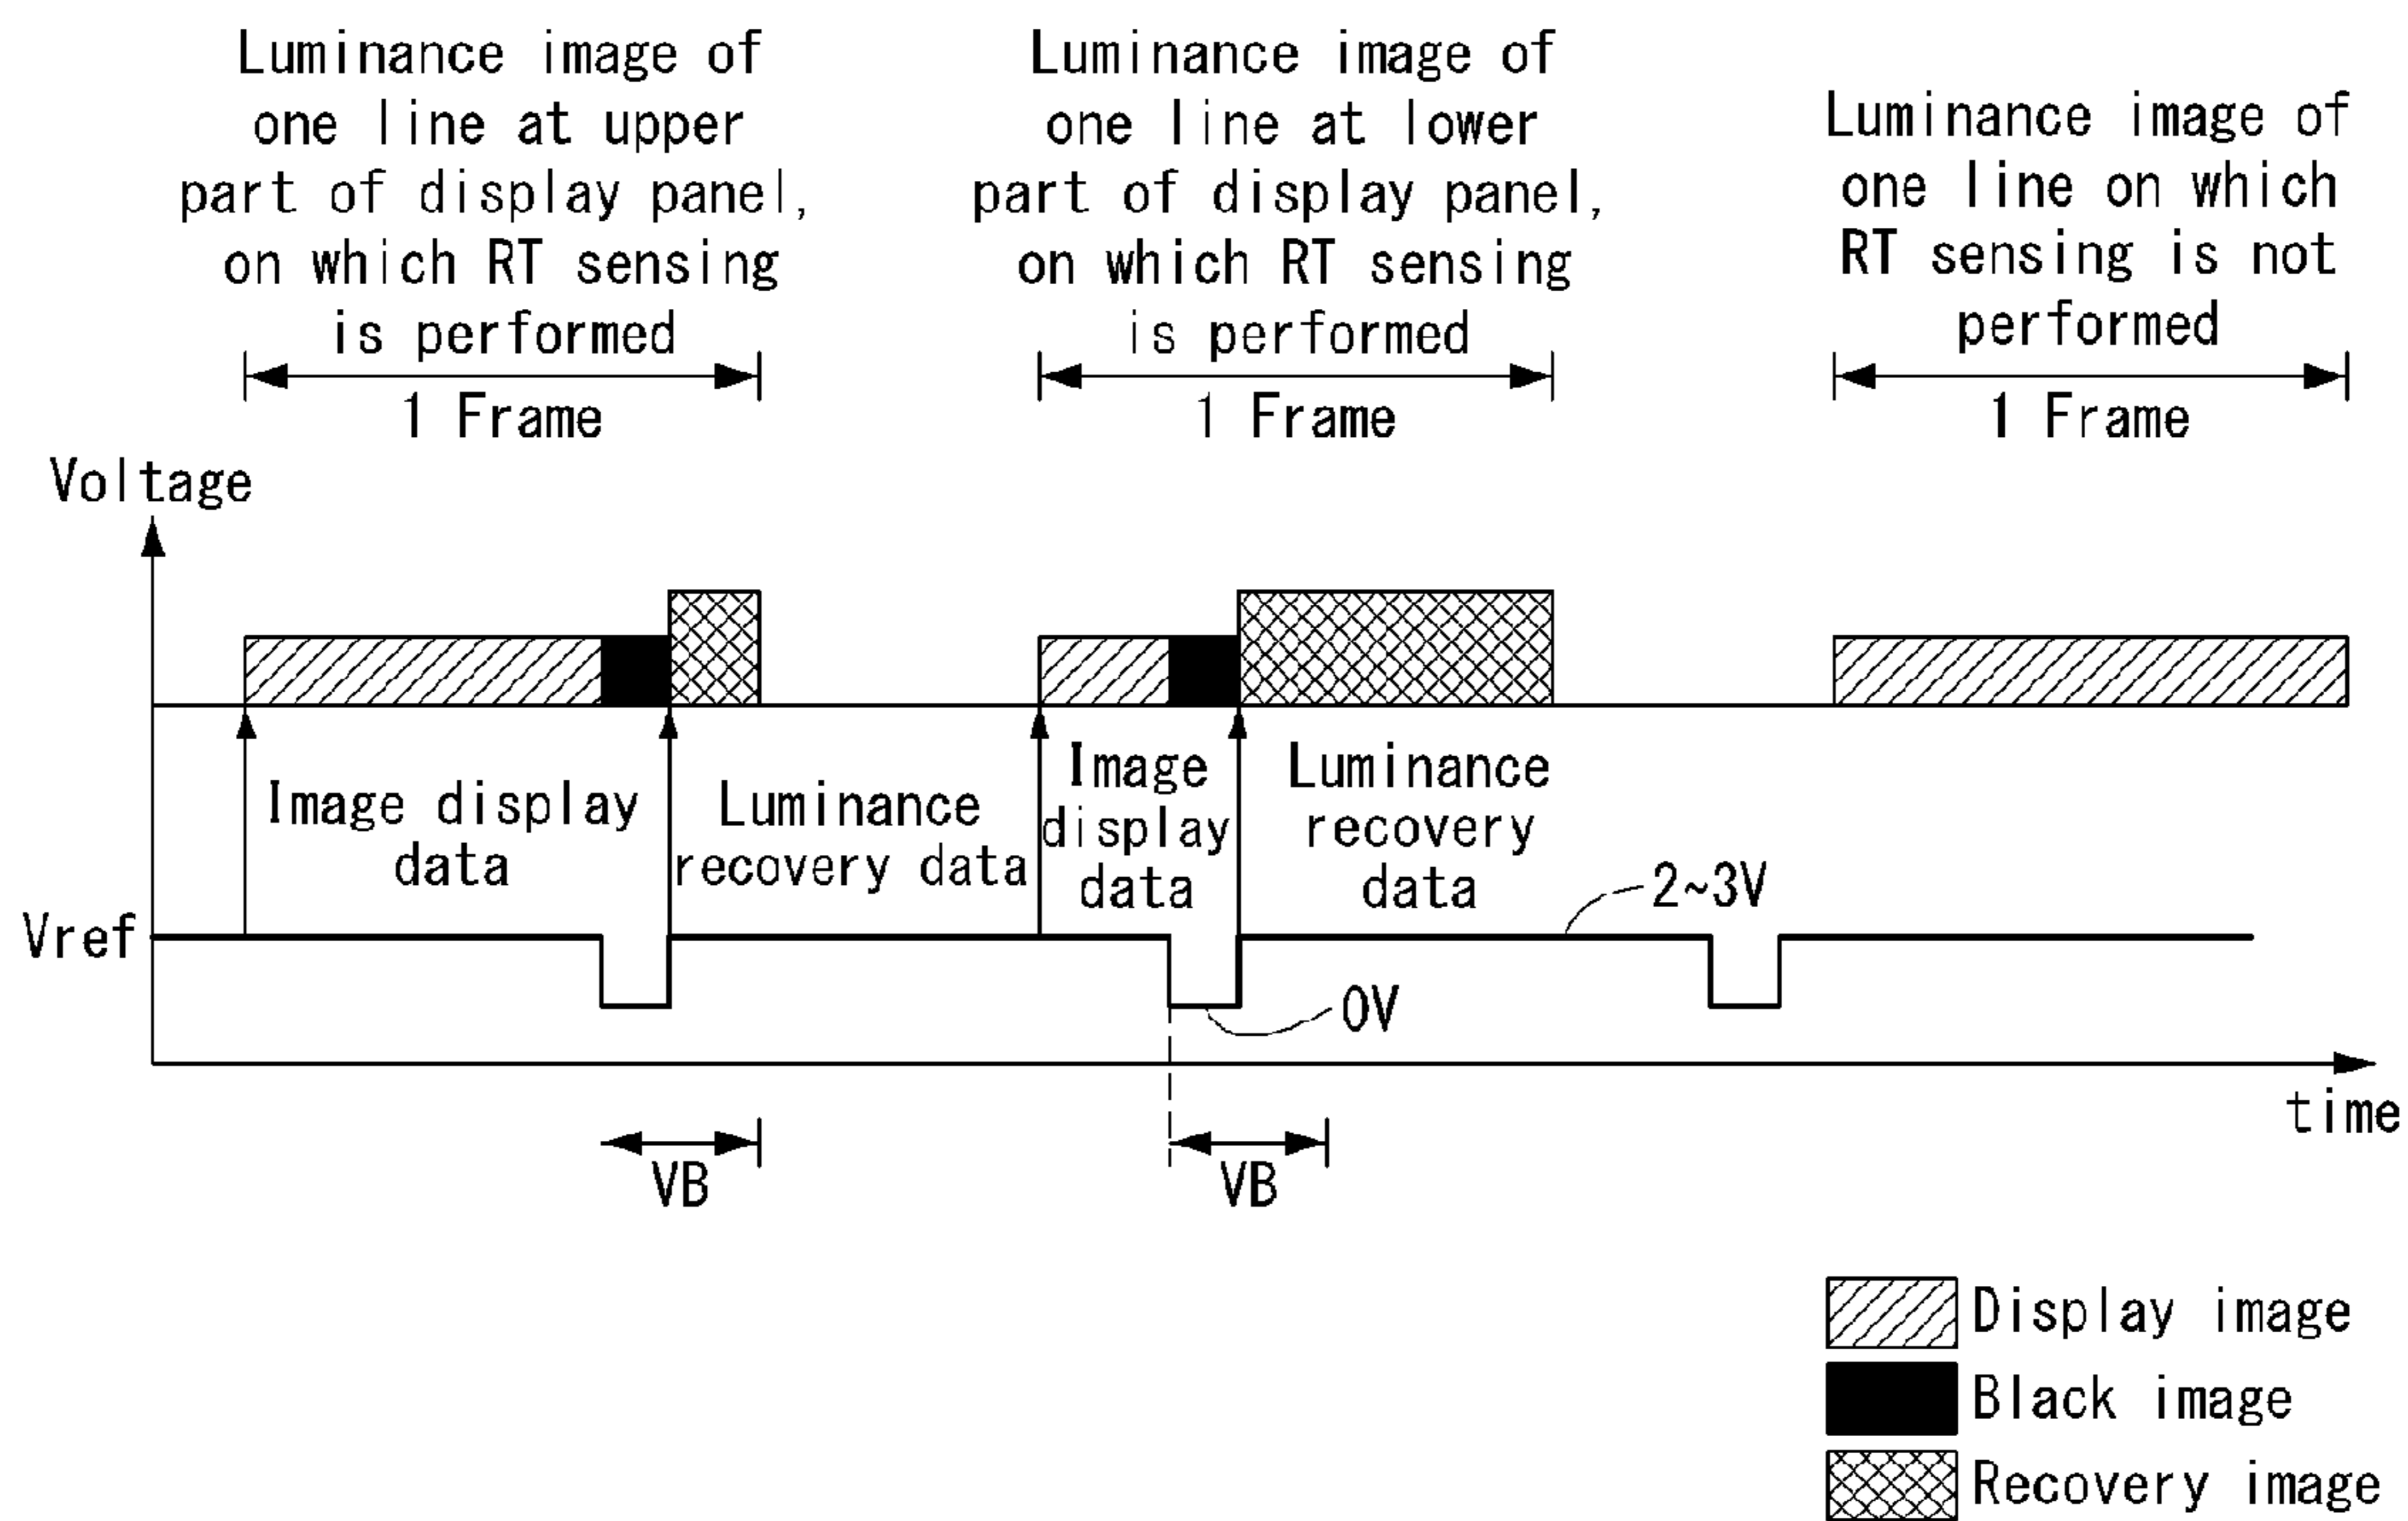 Luminance image of
one line at upper
part of display panel,
on which RT sensing
is performed
1 Frame
Luminance image of
one line at lower
part of display panel,
on which RT sensing
is performed
1 Frame
Luminance image of
one line on which
RT sensing is not
performed
1 Frame
Voltage
Image display
data
Luminance
recovery data
Image
display
data
Luminance
recovery
data
2~3V
Vref
0V
time
VB
VB
Display image
Black image
Recovery image